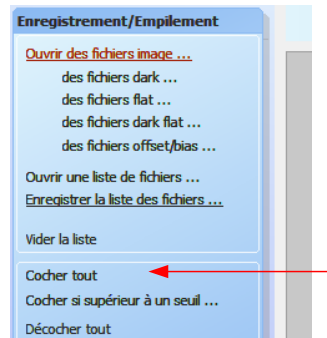 Enregistrement/Empilement
Ouvrir des fichiers image ...
des fichiers dark ...
des fichiers flat ...
des fichiers dark flat ...
des fichiers offset/bias ...
Ouvrir une liste de fichiers ...
Enregistrer la liste des fichiers ...
Vider la liste
Cocher tout
Cocher si supérieur à un seuil ...
Décocher tout